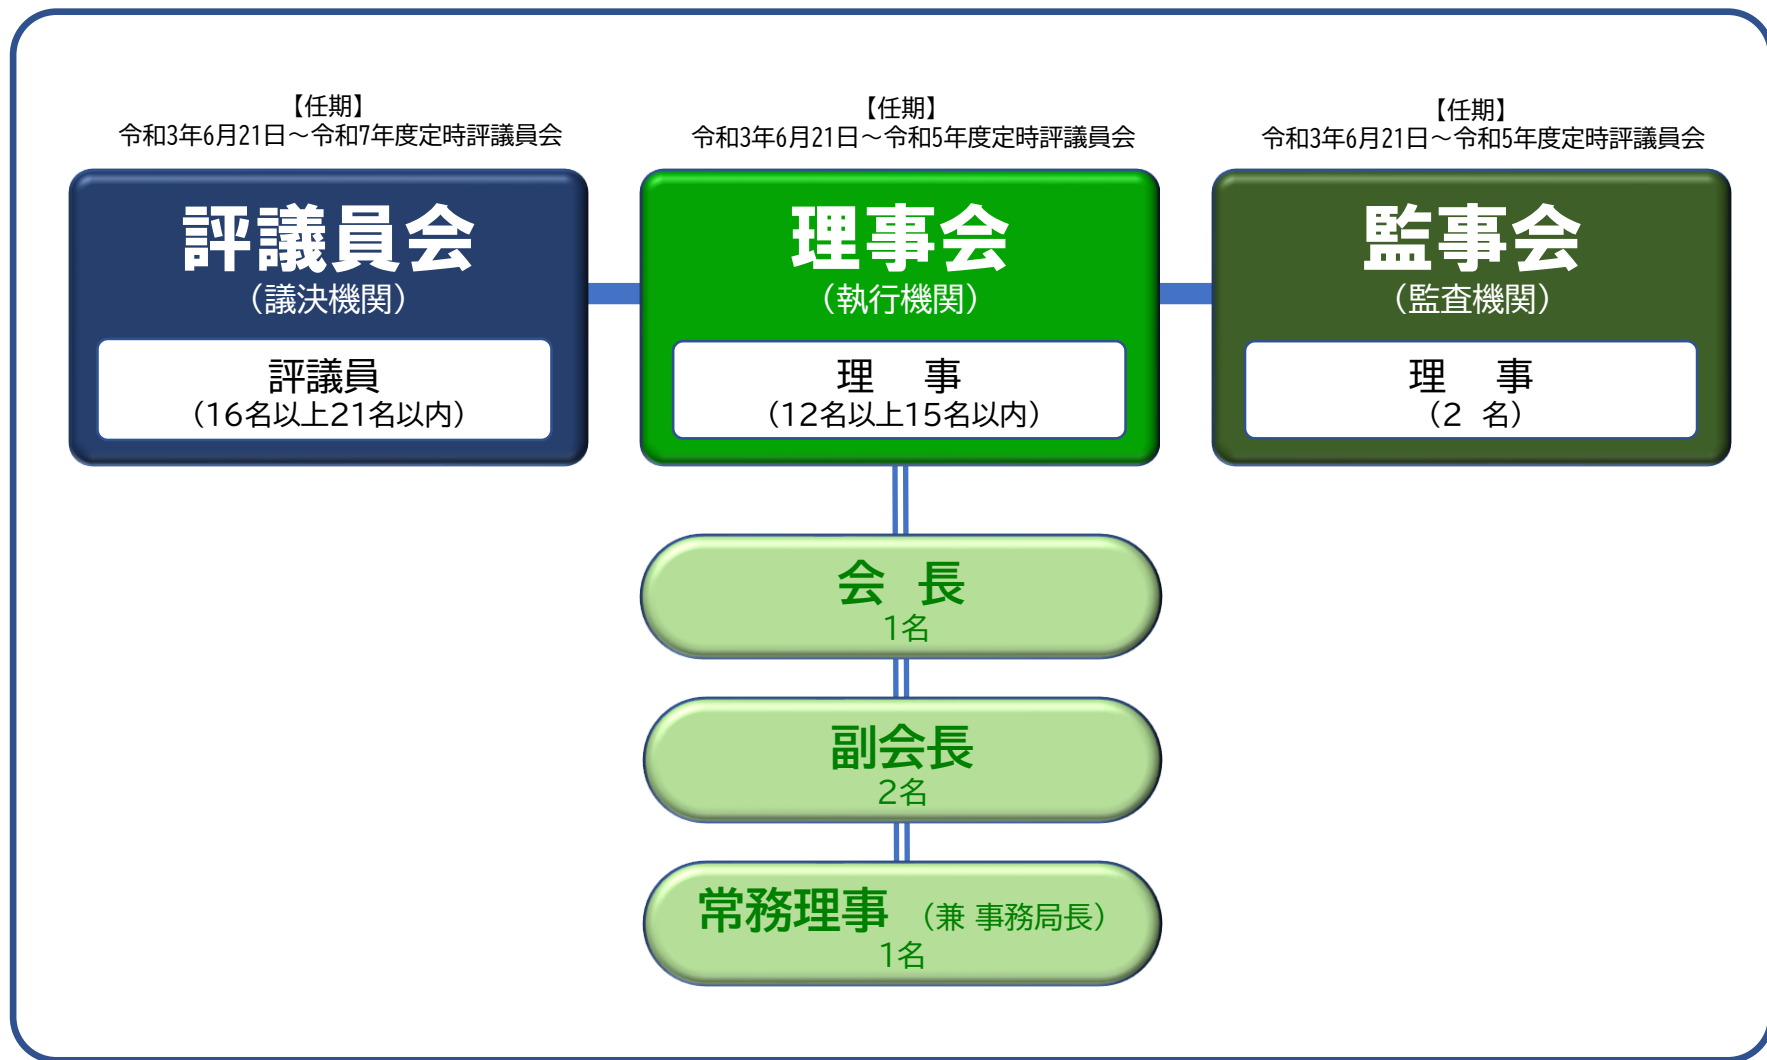 【任期】
令和3年6月21日～令和7年度定時評議員会
評議員会
（議決機関）
評議員
（16名以上21名以内）
【任期】
令和3年6月21日～令和5年度定時評議員会
理事会
（執行機関）
理　事
（12名以上15名以内）
【任期】
令和3年6月21日～令和5年度定時評議員会
監事会
（監査機関）
理　事
（2 名）
会 長
1名
副会長
2名
常務理事 （兼 事務局長）
1名